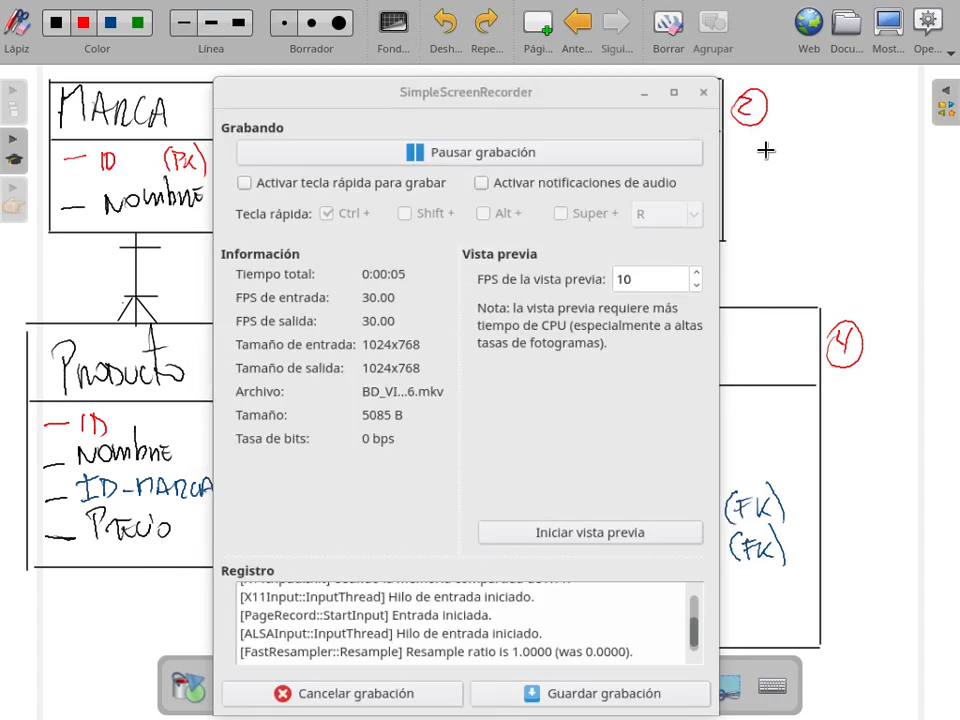 Lápiz
Color
Línea
Borrador
Fond...
Desh...
Repe...
Pági...
Ante...
Sigui...
Borrar
Agrupar
Web
Docu...
Most...
Ope...
SimpleScreenRecorder
Grabando
Pausar grabación
Activar tecla rápida para grabar
Activar notificaciones de audio
Tecla rápida: Ctrl + Shift + Alt + Super + R
Información
Tiempo total: 0:00:05
FPS de entrada: 30.00
FPS de salida: 30.00
Tamaño de entrada: 1024x768
Tamaño de salida: 1024x768
Archivo: BD_VI...6.mkv
Tamaño: 5085 B
Tasa de bits: 0 bps
Vista previa
FPS de la vista previa: 10
Nota: la vista previa requiere más
tiempo de CPU (especialmente a altas
tasas de fotogramas).
Iniciar vista previa
Registro
[X11Input::InputThread] Hilo de entrada iniciado.
[PageRecord::StartInput] Entrada iniciada.
[ALSAInput::InputThread] Hilo de entrada iniciado.
[FastResampler::Resample] Resample ratio is 1.0000 (was 0.0000).
Cancelar grabación
Guardar grabación
MARCA
— ID (PK)
— Nombre
Producto
— ID
— Nombre
— ID-MARCA
— Precio
2
4
(FK)
(FK)